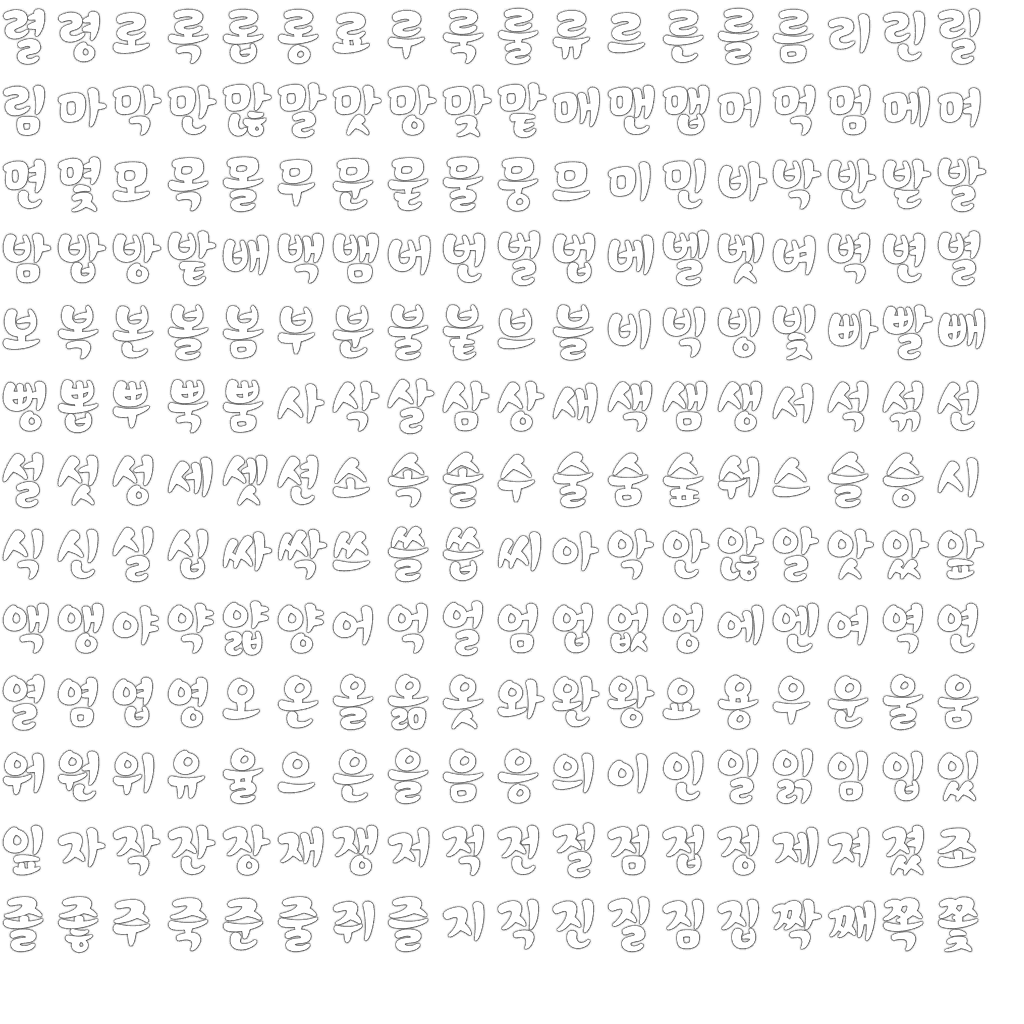 렬 령 로 록 롭 롱 료 루 룩 룰 류 르 른 를 름 리 린 릴
림 마 막 만 많 말 맛 망 맞 맡 매 맨 맵 머 먹 멈 메 며
면 몇 모 목 몰 무 문 묻 물 뭉 므 미 민 바 박 반 받 발
밤 밥 방 밭 배 백 뱀 버 번 벌 법 베 벨 벳 벼 벽 변 별
보 복 본 볼 봄 부 분 불 붙 브 블 비 빅 빙 빛 빠 빨 빼
뻥 뽑 뿌 뿍 뿜 사 삭 살 삼 상 새 색 샘 생 서 석 섞 선
설 섯 성 세 셋 션 소 속 솔 수 술 숨 숲 쉬 스 슬 승 시
식 신 실 십 싸 싹 쓰 쓸 씁 씨 아 악 안 않 알 앗 았 앞
액 앵 야 약 얇 양 어 억 얼 엄 업 없 엉 에 엔 여 역 연
열 염 엽 영 오 온 올 옮 옷 와 완 왕 요 용 우 운 울 움
워 원 위 유 율 으 은 을 음 응 의 이 인 일 읽 임 입 있
잎 자 작 잔 장 재 쟁 저 적 전 절 점 접 정 제 져 졌 조
졸 종 주 죽 준 줄 쥐 즐 지 직 진 질 짐 집 짝 째 쪽 쫓